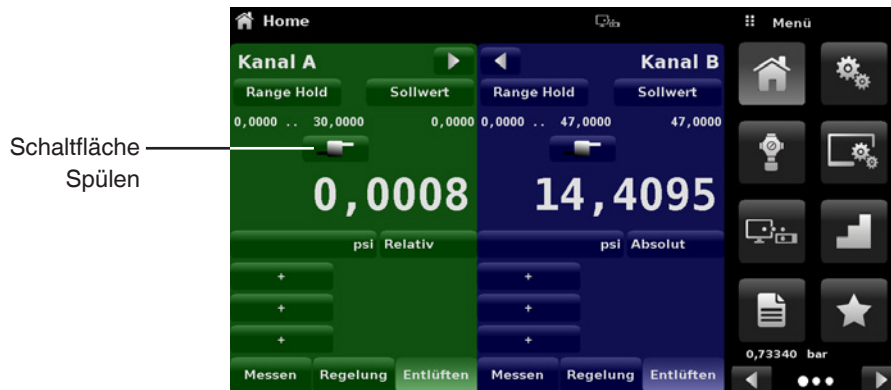 Home
Menü
Kanal A
Kanal B
Range Hold Sollwert
Range Hold Sollwert
0,0000 .. 30,0000 0,0000
0,0000 .. 47,0000 47,0000
Schaltfläche
Spülen
0,0008
14,4095
psi Relativ
psi Absolut
+
+
+
+
+
+
Messen Regelung Entlüften
Messen Regelung Entlüften
0,73340 bar